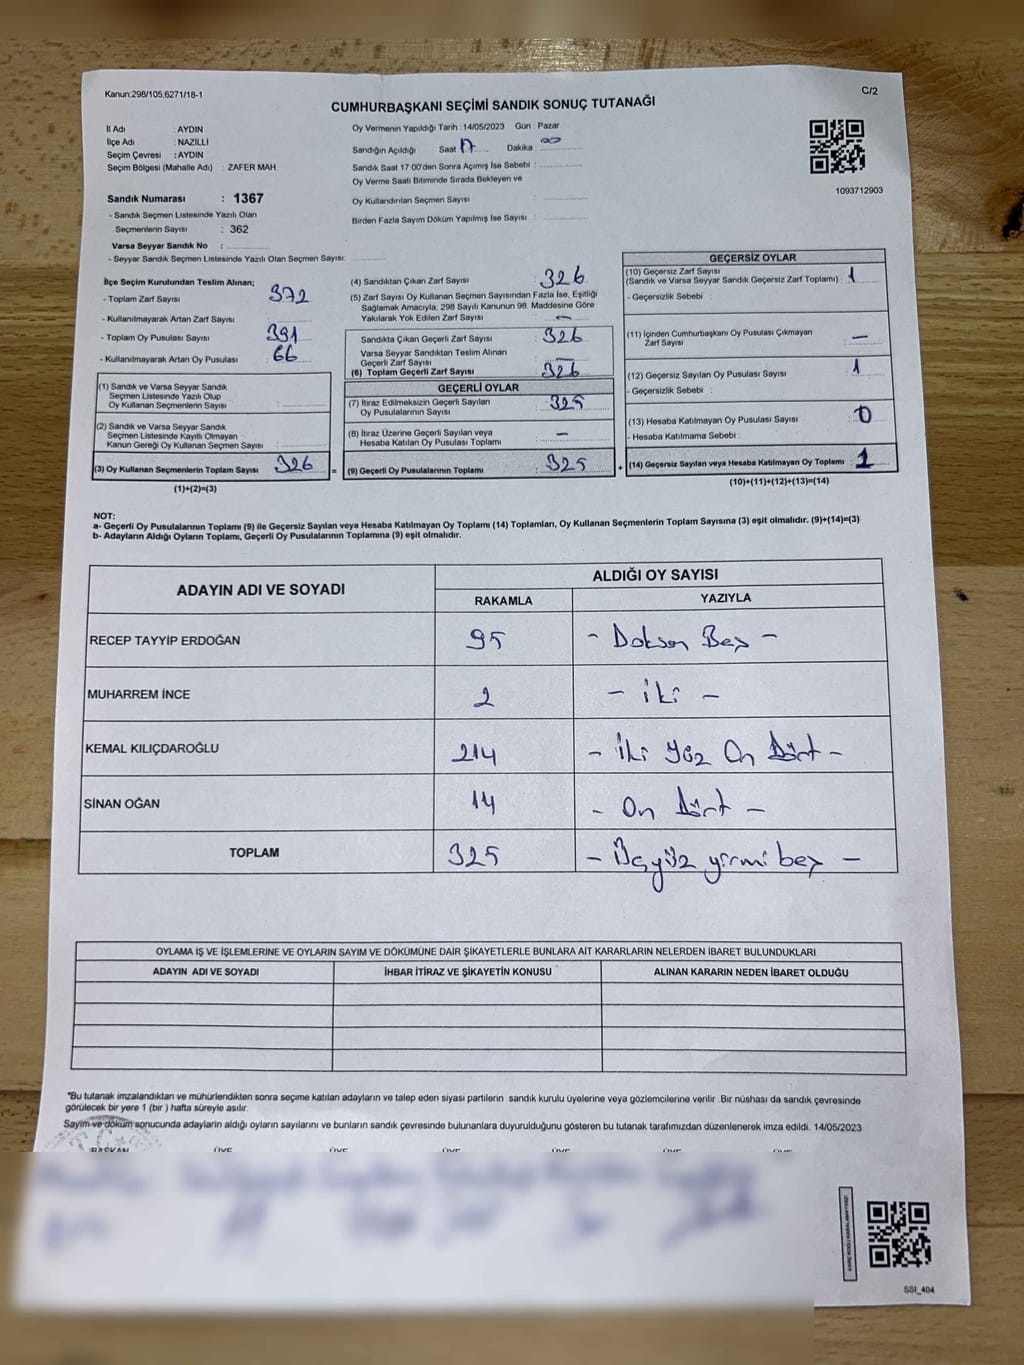 Kanun:298/105,6271/18-1
C/2
CUMHURBAŞKANI SEÇİMİ SANDIK SONUÇ TUTANAĞI
İl Adı : AYDIN
İlçe Adı : NAZİLLİ
Seçim Çevresi : AYDIN
Seçim Bölgesi (Mahalle Adı) : ZAFER MAH.
Sandık Numarası : 1367
- Sandık Seçmen Listesinde Yazılı Olan
Seçmenlerin Sayısı : 362
Varsa Seyyar Sandık No :
- Seyyar Sandık Listesinde Yazılı Olan Seçmen Sayısı:
Oy Vermenin Yapıldığı Tarih : 14/05/2023 Gün : Pazar
Sandığın Açıldığı Saat 17 Dakika : 00
Sandık Saat 17:00'den Sonra Açımış İse Sebebi :
Oy Verme Saati Bitiminde Sırada Bekleyen ve
Oy Kullandırılan Seçmen Sayısı :
Birden Fazla Sayım Döküm Yapılmış İse Sayısı :
1093712903
İlçe Seçim Kurulundan Teslim Alınan;
- Toplam Zarf Sayısı : 372
- Kullanılmayarak Artan Zarf Sayısı :
- Toplam Oy Pusulası Sayısı : 391
- Kullanılmayarak Artan Oy Pusulası : 66
(1) Sandık ve Varsa Seyyar Sandık
Seçmen Listesinde Yazılı Olup
Oy Kullanan Seçmenlerin Sayısı :
(2) Sandık ve Varsa Seyyar Sandık
Seçmen Listesinde Kayıtlı Olmayan
Kanun Gereği Oy Kullanan Seçmen Sayısı :
(3) Oy Kullanan Seçmenlerin Toplam Sayısı : 326 =
(1)+(2)=(3)
(4) Sandıktan Çıkan Zarf Sayısı : 326
(5) Zarf Sayısı Oy Kullanan Seçmen Sayısından Fazla İse, Eşitliği
Sağlamak Amacıyla; 298 Sayılı Kanunun 98. Maddesine Göre
Yakılarak Yok Edilen Zarf Sayısı : -
Sandıkta Çıkan Geçerli Zarf Sayısı : 326
Varsa Seyyar Sandıktan Teslim Alınan
Geçerli Zarf Sayısı : -
(6) Toplam Geçerli Zarf Sayısı : 326
GEÇERLİ OYLAR
(7) İtiraz Edilmeksizin Geçerli Sayılan
Oy Pusulalarının Sayısı : 325
(8) İtiraz Üzerine Geçerli Sayılan veya
Hesaba Katılan Oy Pusulası Toplamı : -
(9) Geçerli Oy Pusulalarının Toplamı : 325 +
GEÇERSİZ OYLAR
(10) Geçersiz Zarf Sayısı
(Sandık ve Varsa Seyyar Sandık Geçersiz Zarf Toplamı) : 1
- Geçersizlik Sebebi :
(11) İçinden Cumhurbaşkanı Oy Pusulası Çıkmayan
Zarf Sayısı : -
(12) Geçersiz Sayılan Oy Pusulası Sayısı : 1
- Geçersizlik Sebebi :
(13) Hesaba Katılmayan Oy Pusulası Sayısı : 0
- Hesaba Katılmama Sebebi :
(14) Geçersiz Sayılan veya Hesaba Katılmayan Oy Toplamı : 1
(10)+(11)+(12)+(13)=(14)
NOT:
a- Geçerli Oy Pusulalarının Toplamı (9) ile Geçersiz Sayılan veya Hesaba Katılmayan Oy Toplamı (14) Toplamları, Oy Kullanan Seçmenlerin Toplam Sayısına (3) eşit olmalıdır. (9)+(14)=(3)
b- Adayların Aldığı Oyların Toplamı, Geçerli Oy Pusulalarının Toplamına (9) eşit olmalıdır.
ADAYIN ADI VE SOYADI
ALDIĞI OY SAYISI
RAKAMLA YAZIYLA
RECEP TAYYİP ERDOĞAN 95 - Doksan Beş -
MUHARREM İNCE 2 - iki -
KEMAL KILIÇDAROĞLU 214 - İki Yüz On Dört -
SİNAN OĞAN 14 - On Dört -
TOPLAM 325 - Üçyüz yirmi beş -
OYLAMA İŞ VE İŞLEMLERİNE VE OYLARIN SAYIM VE DÖKÜMÜNE DAİR ŞİKAYETLERLE BUNLARA AİT KARARLARIN NELERDEN İBARET BULUNDUKLARI
ADAYIN ADI VE SOYADI İHBAR İTİRAZ VE ŞİKAYETİN KONUSU ALINAN KARARIN NEDEN İBARET OLDUĞU
"Bu tutanak imzalandıktan ve mühürlendikten sonra seçime katılan adayların ve talep eden siyasi partilerin sandık kurulu üyelerine veya gözlemcilerine verilir .Bir nüshası da sandık çevresinde
görülecek bir yere 1 (bir ) hafta süreyle asılır.
Sayım ve döküm sonucunda adayların aldığı oyların sayılarını ve bunların sandık çevresinde bulunanlara duyurulduğunu gösteren bu tutanak tarafımızdan düzenlenerek imza edildi. 14/05/2023
BAŞKAN ÜYE ÜYE ÜYE ÜYE ÜYE ÜYE
SSI_404